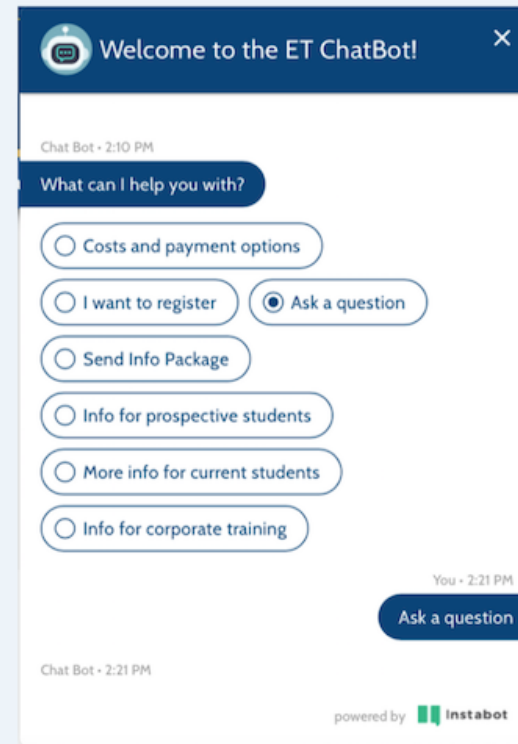 Welcome to the ET ChatBot!
Chat Bot • 2:10 PM
What can I help you with?
Costs and payment options
I want to register
Ask a question
Send Info Package
Info for prospective students
More info for current students
Info for corporate training
You • 2:21 PM
Ask a question
Chat Bot • 2:21 PM
powered by Instabot